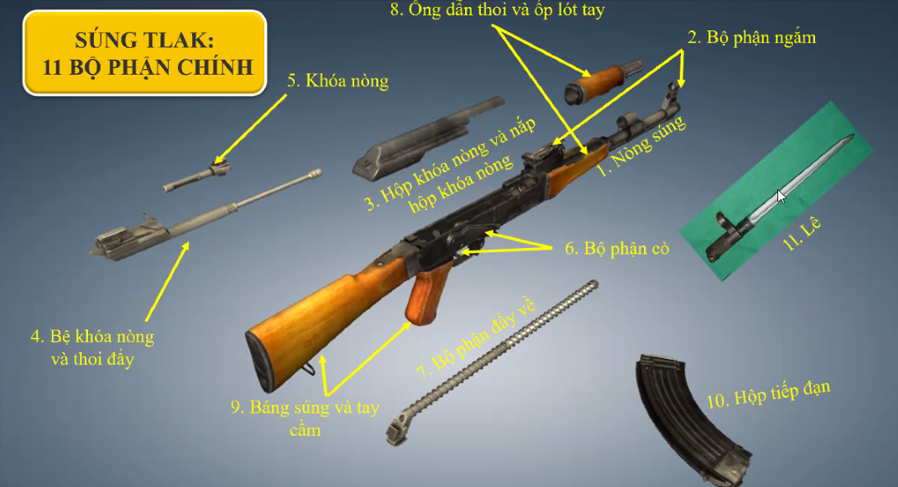 SÚNG TLAK:
11 BỘ PHẬN CHÍNH
8. Ống dẫn thoi và ốp lót tay
2. Bộ phận ngắm
5. Khóa nòng
3. Hộp khóa nòng và nắp
hộp khóa nòng
1. Nòng súng
11. Lê
6. Bộ phận cò
4. Bệ khóa nòng
và thoi đẩy
7. Bộ phận đẩy về
9. Báng súng và tay
cầm
10. Hộp tiếp đạn